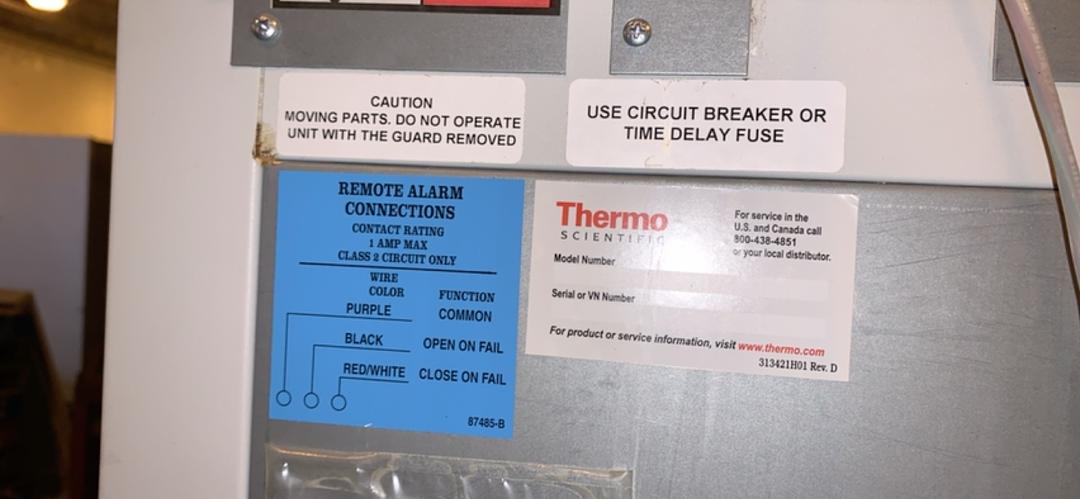 CAUTION
MOVING PARTS. DO NOT OPERATE
UNIT WITH THE GUARD REMOVED
USE CIRCUIT BREAKER OR
TIME DELAY FUSE
REMOTE ALARM
CONNECTIONS
CONTACT RATING
1 AMP MAX
CLASS 2 CIRCUIT ONLY
WIRE
COLOR
FUNCTION
PURPLE COMMON
BLACK OPEN ON FAIL
RED/WHITE CLOSE ON FAIL
87485-B
Thermo
SCIENTIFIC
For service in the
U.S. and Canada call
800-438-4851
or your local distributor.
Model Number
Serial or VN Number
For product or service information, visit www.thermo.com
313421H01 Rev. D